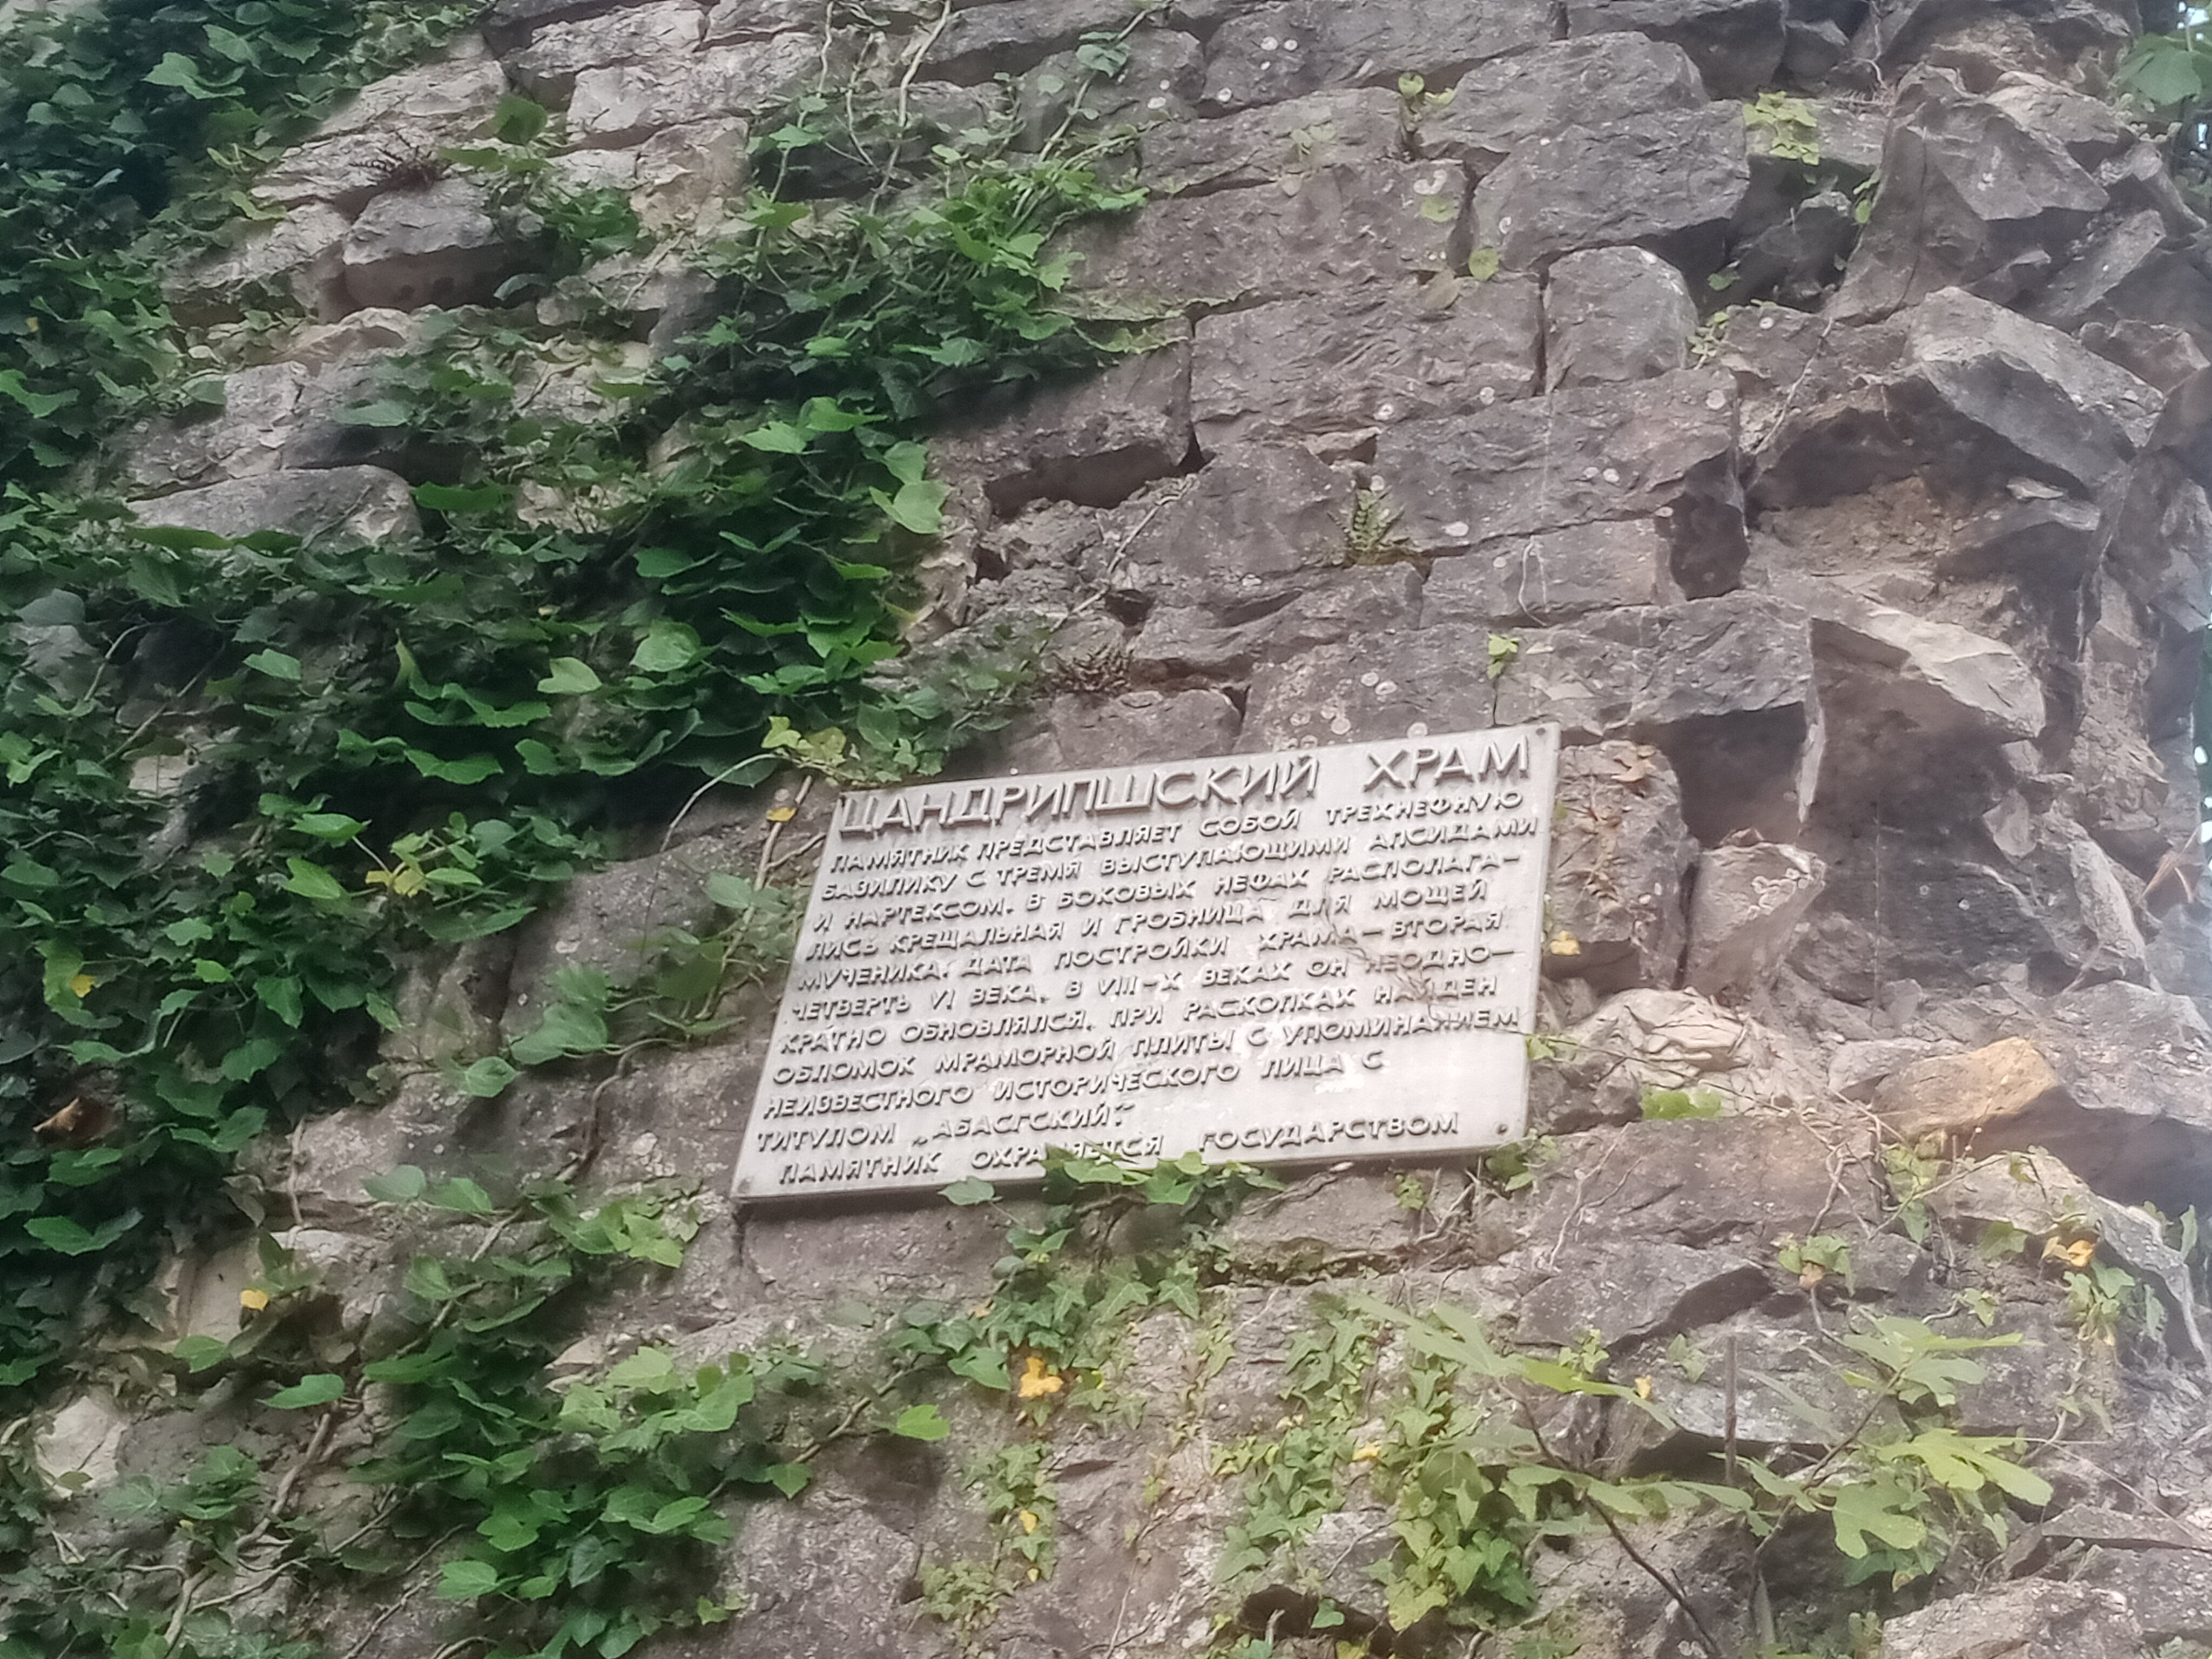 ЦАНДРИПШСКИЙ ХРАМ
ПАМЯТНИК ПРЕДСТАВЛЯЕТ СОБОЙ ТРЕХНЕФНУЮ
БАЗИЛИКУ С ТРЕМЯ ВЫСТУПАЮЩИМИ АПСИДАМИ
И НАРТЕКСОМ. В БОКОВЫХ НЕФАХ РАСПОЛАГА-
ЛИСЬ КРЕЩАЛЬНАЯ И ГРОБНИЦА ДЛЯ МОЩЕЙ
МУЧЕНИКА. ДАТА ПОСТРОЙКИ ХРАМА — ВТОРАЯ
ЧЕТВЕРТЬ VI ВЕКА. В VIII-X ВЕКАХ ОН НЕОДНО-
КРАТНО ОБНОВЛЯЛСЯ. ПРИ РАСКОПКАХ НАЙДЕН
ОБЛОМОК МРАМОРНОЙ ПЛИТЫ С УПОМИНАНИЕМ
НЕИЗВЕСТНОГО ИСТОРИЧЕСКОГО ЛИЦА С
ТИТУЛОМ „АБАСГСКИЙ".
ПАМЯТНИК ОХРАНЯЕТСЯ ГОСУДАРСТВОМ